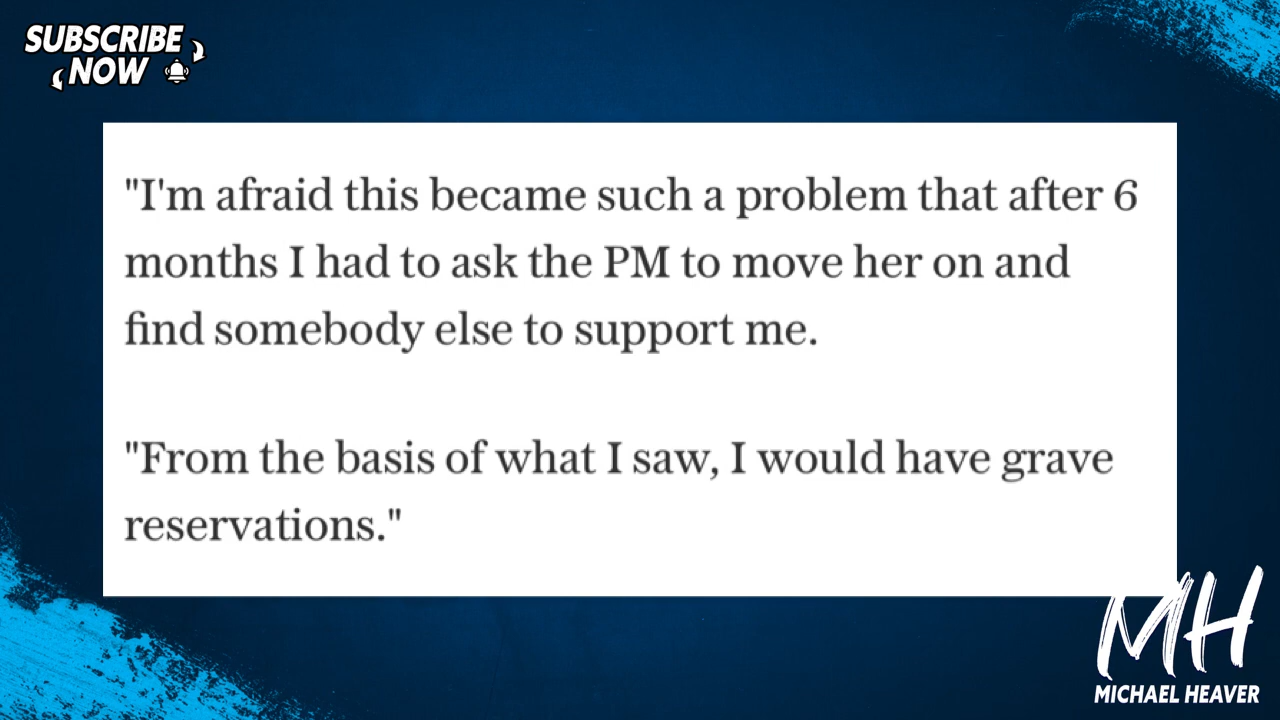 SUBSCRIBE
NOW
"I'm afraid this became such a problem that after 6
months I had to ask the PM to move her on and
find somebody else to support me.
"From the basis of what I saw, I would have grave
reservations."
MH
MICHAEL HEAVER